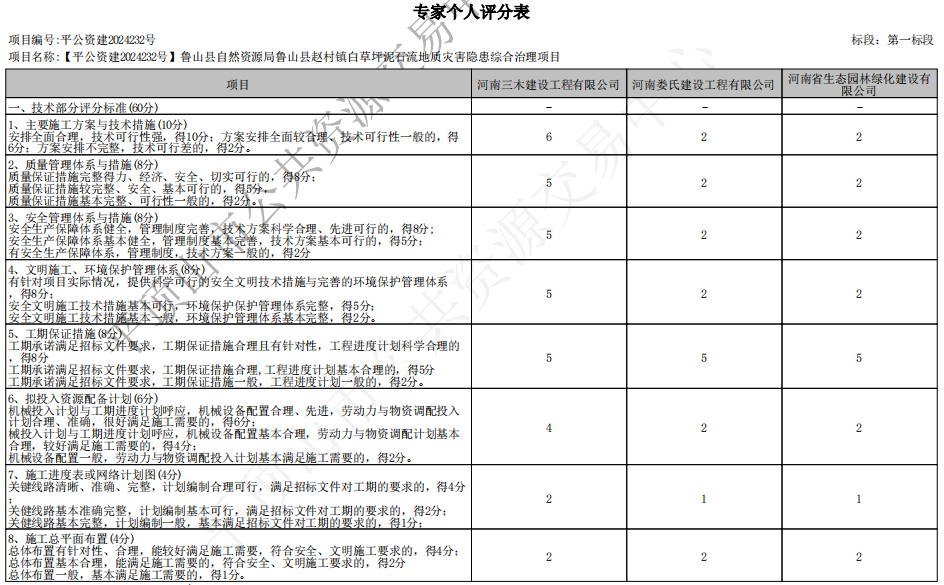 专家个人评分表
项目编号:平公资建2024232号
标段：第一标段
项目名称:【平公资建2024232号】鲁山县自然资源局鲁山县赵村镇白草坪泥石流地质灾害隐患综合治理项目
项目
河南三木建设工程有限公司
河南娄氏建设工程有限公司
河南省生态园林绿化建设有
限公司
一、技术部分评分标准(60分)
-
-
-
1、主要施工方案与技术措施(10分)
安排全面合理，技术可行性强，得10分；方案安排全面较合理、技术可行性一般的，得
6分；方案安排不完整，技术可行差的，得2分。
6
2
2
2、质量管理体系与措施(8分)
质量保证措施完整得力、经济、安全、切实可行的，得8分；
质量保证措施较完整、安全、基本可行的，得5分，
质量保证措施基本完整、可行性一般的，得2分。
5
2
2
3、安全管理体系与措施(8分)
安全生产保障体系健全，管理制度完善，技术方案科学合理、先进可行的，得8分；
安全生产保障体系基本健全，管理制度基本完善，技术方案基本可行的，得5分；
有安全生产保障体系，管理制度，技术方案一般的，得2分
5
2
2
4、文明施工、环境保护管理体系(8分)
有针对项目实际情况，提供科学可行的安全文明技术措施与完善的环境保护管理体系
，得8分；
安全文明施工技术措施基本可行，环境保护保护管理体系完整，得5分；
安全文明施工技术措施基本一般，环境保护管理体系基本完整，得2分。
5
2
2
5、工期保证措施(8分)
工期承诺满足招标文件要求，工期保证措施合理且有针对性，工程进度计划科学合理的
，得8分
工期承诺满足招标文件要求，工期保证措施合理,工程进度计划基本合理的，得5分
工期承诺满足招标文件要求，工期保证措施一般，工程进度计划一般的，得2分。
5
5
5
6、拟投入资源配备计划(6分)
机械投入计划与工期进度计划呼应，机械设备配置合理、先进，劳动力与物资调配投入
计划合理、准确，很好满足施工需要的，得6分；
械投入计划与工期进度计划呼应，机械设备配置基本合理，劳动力与物资调配计划基本
合理，较好满足施工需要的，得4分；
机械设备配置一般，劳动力与物资调配投入计划基本满足施工需要的，得2分。
4
2
2
7、施工进度表或网络计划图(4分)
关键线路清晰、准确、完整，计划编制合理可行，满足招标文件对工期的要求的，得4分
；
关健线路基本准确完整，计划编制基本可行，满足招标文件对工期的要求的，得2分；
关健线路基本完整，计划编制一般，基本满足招标文件对工期的要求的，得1分；
2
1
1
8、施工总平面布置(4分)
总体布置有针对性、合理，能较好满足施工需要，符合安全、文明施工要求的，得4分；
总体布置基本合理，能满足施工需要的，符合安全、文明施工要求的，得2分
总体布置一般，基本满足施工需要的，得1分。
2
2
2
平顶山市公共资源交易中心
平顶山市公共资源交易中心